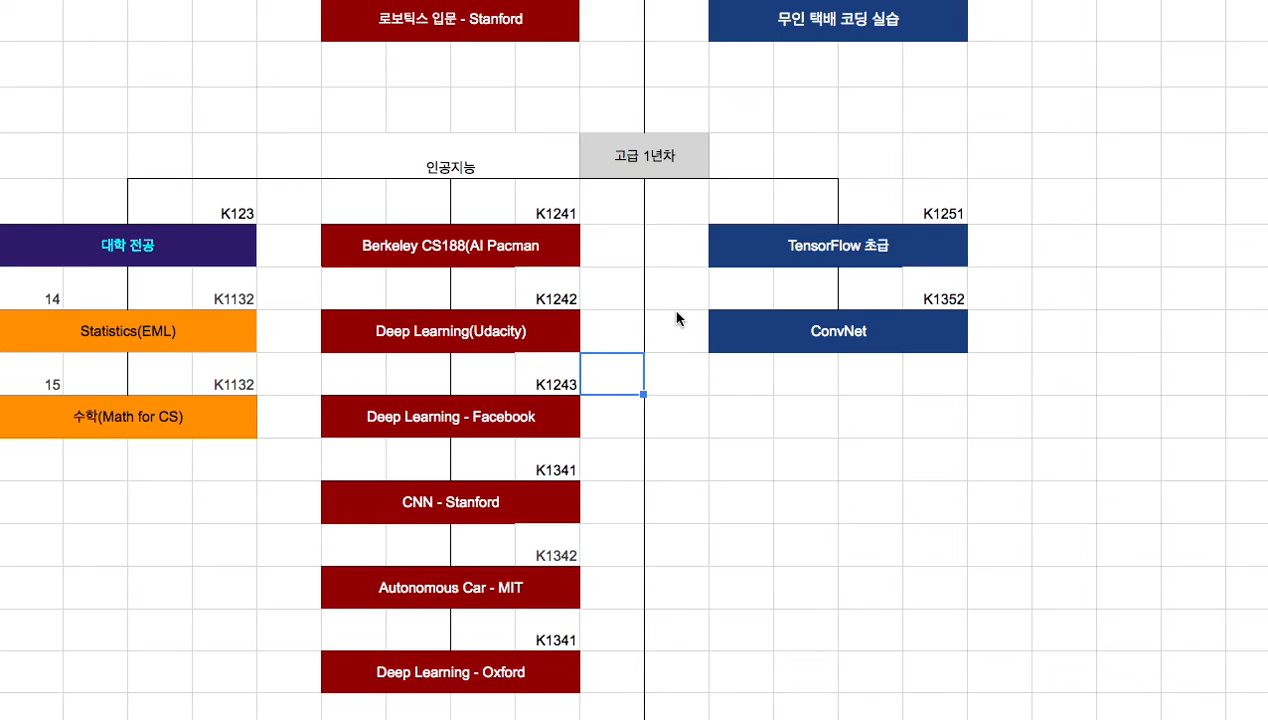 로보틱스 입문 - Stanford
무인 택배 코딩 실습
고급 1년차
인공지능
K123
K1241
K1251
대학 전공
Berkeley CS188(AI Pacman
TensorFlow 초급
14
K1132
K1242
K1352
Statistics(EML)
Deep Learning(Udacity)
ConvNet
15
K1132
K1243
수학(Math for CS)
Deep Learning - Facebook
K1341
CNN - Stanford
K1342
Autonomous Car - MIT
K1341
Deep Learning - Oxford